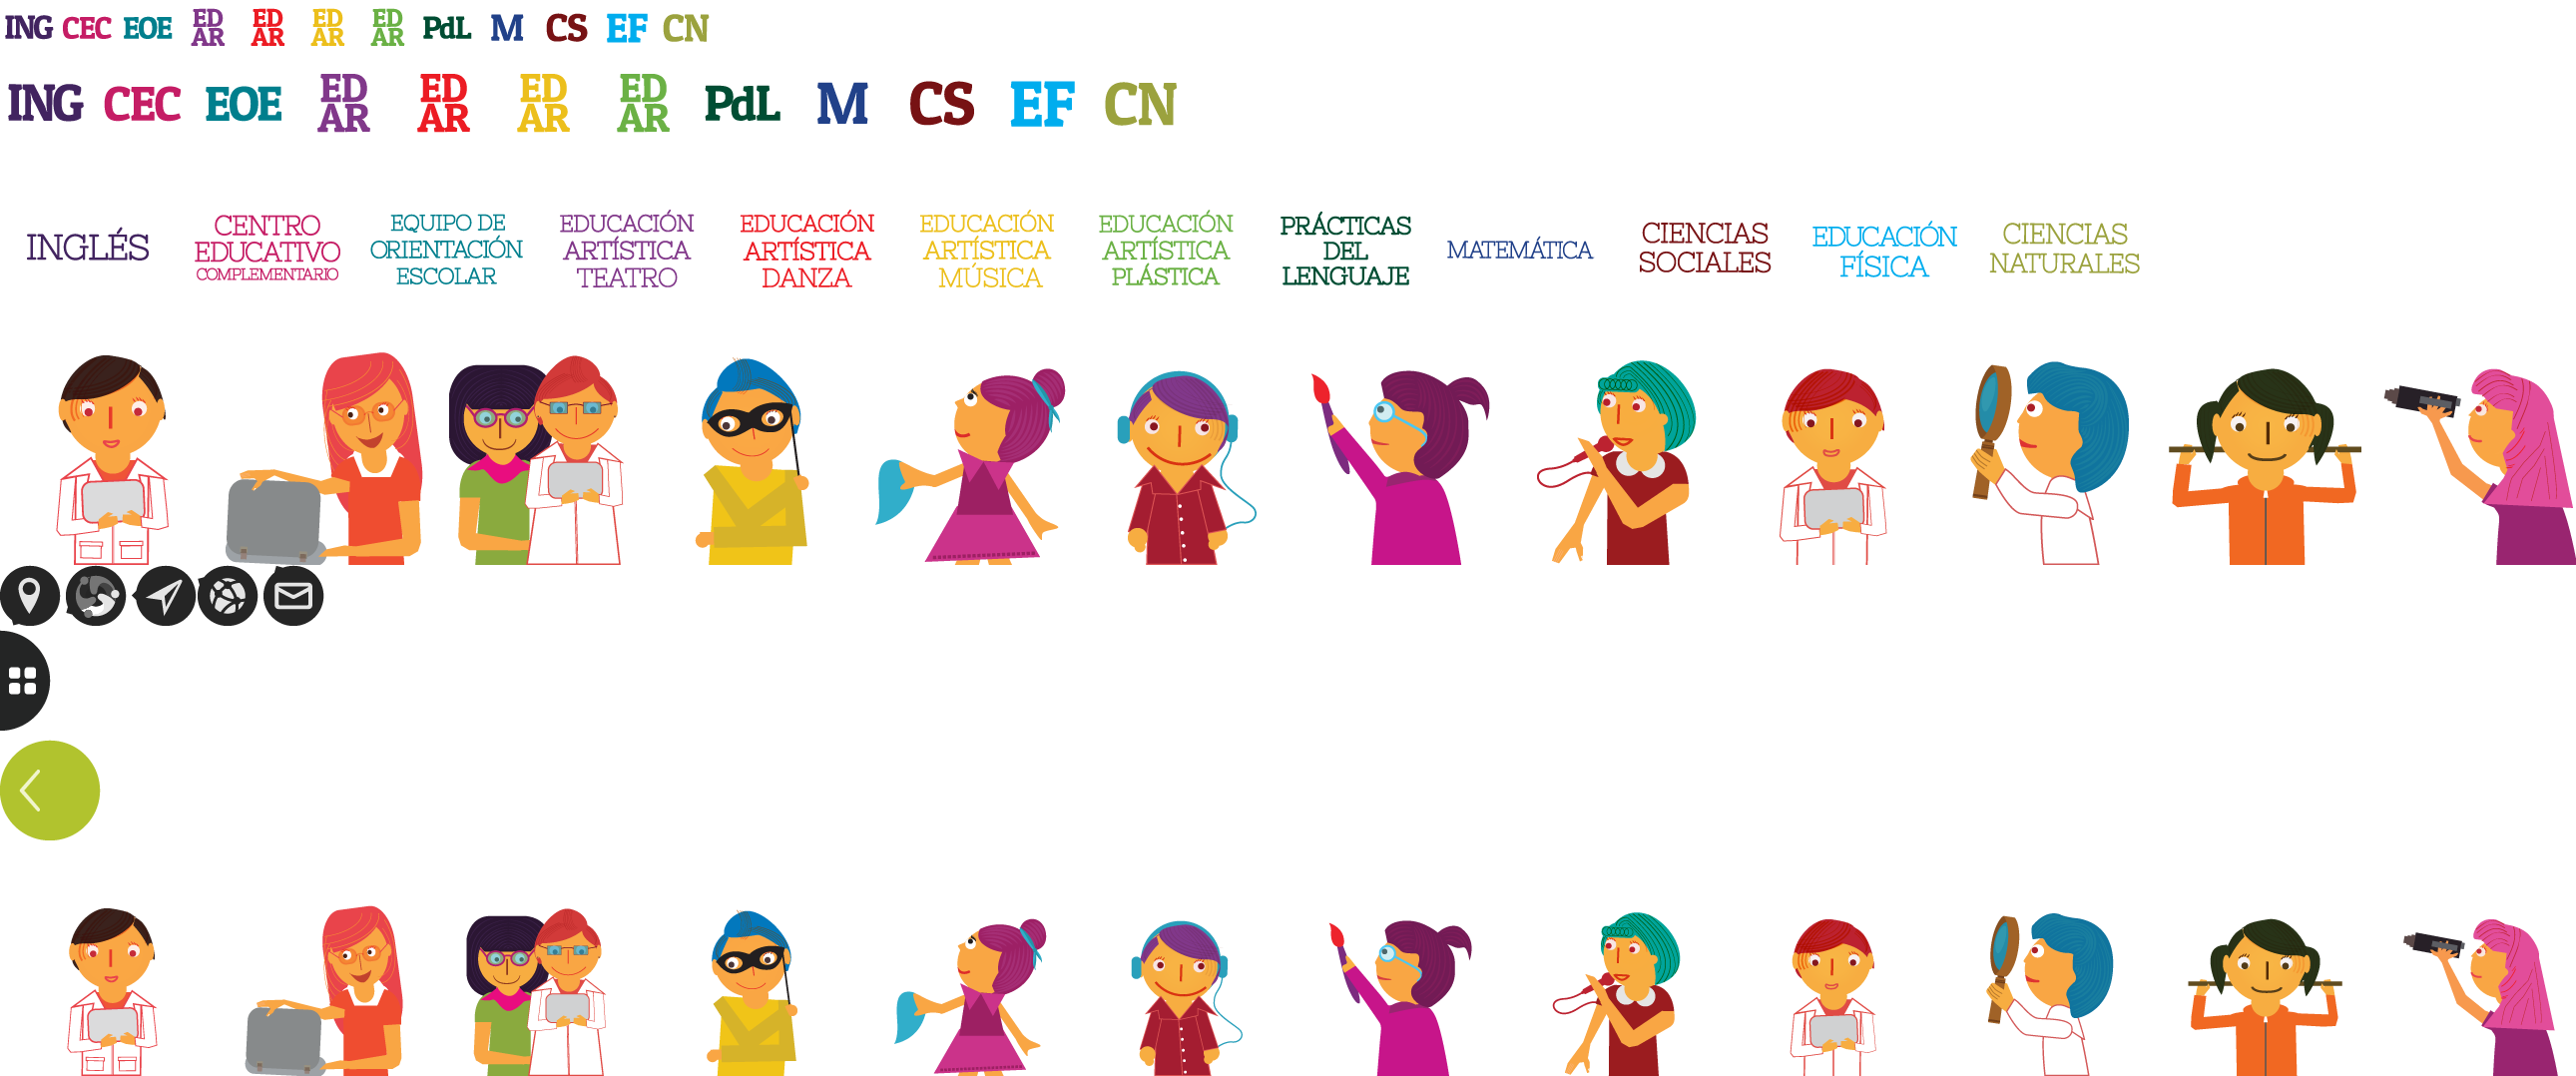 ING CEC EOE ED AR ED AR ED AR ED AR PdL M CS EF CN
ING CEC EOE ED AR ED AR ED AR ED AR PdL M CS EF CN
INGLÉS
CENTRO
EDUCATIVO
COMPLEMENTARIO
EQUIPO DE
ORIENTACIÓN
ESCOLAR
EDUCACIÓN
ARTÍSTICA
TEATRO
EDUCACIÓN
ARTÍSTICA
DANZA
EDUCACIÓN
ARTÍSTICA
MÚSICA
EDUCACIÓN
ARTÍSTICA
PLÁSTICA
PRÁCTICAS
DEL
LENGUAJE
MATEMÁTICA
CIENCIAS
SOCIALES
EDUCACIÓN
FÍSICA
CIENCIAS
NATURALES